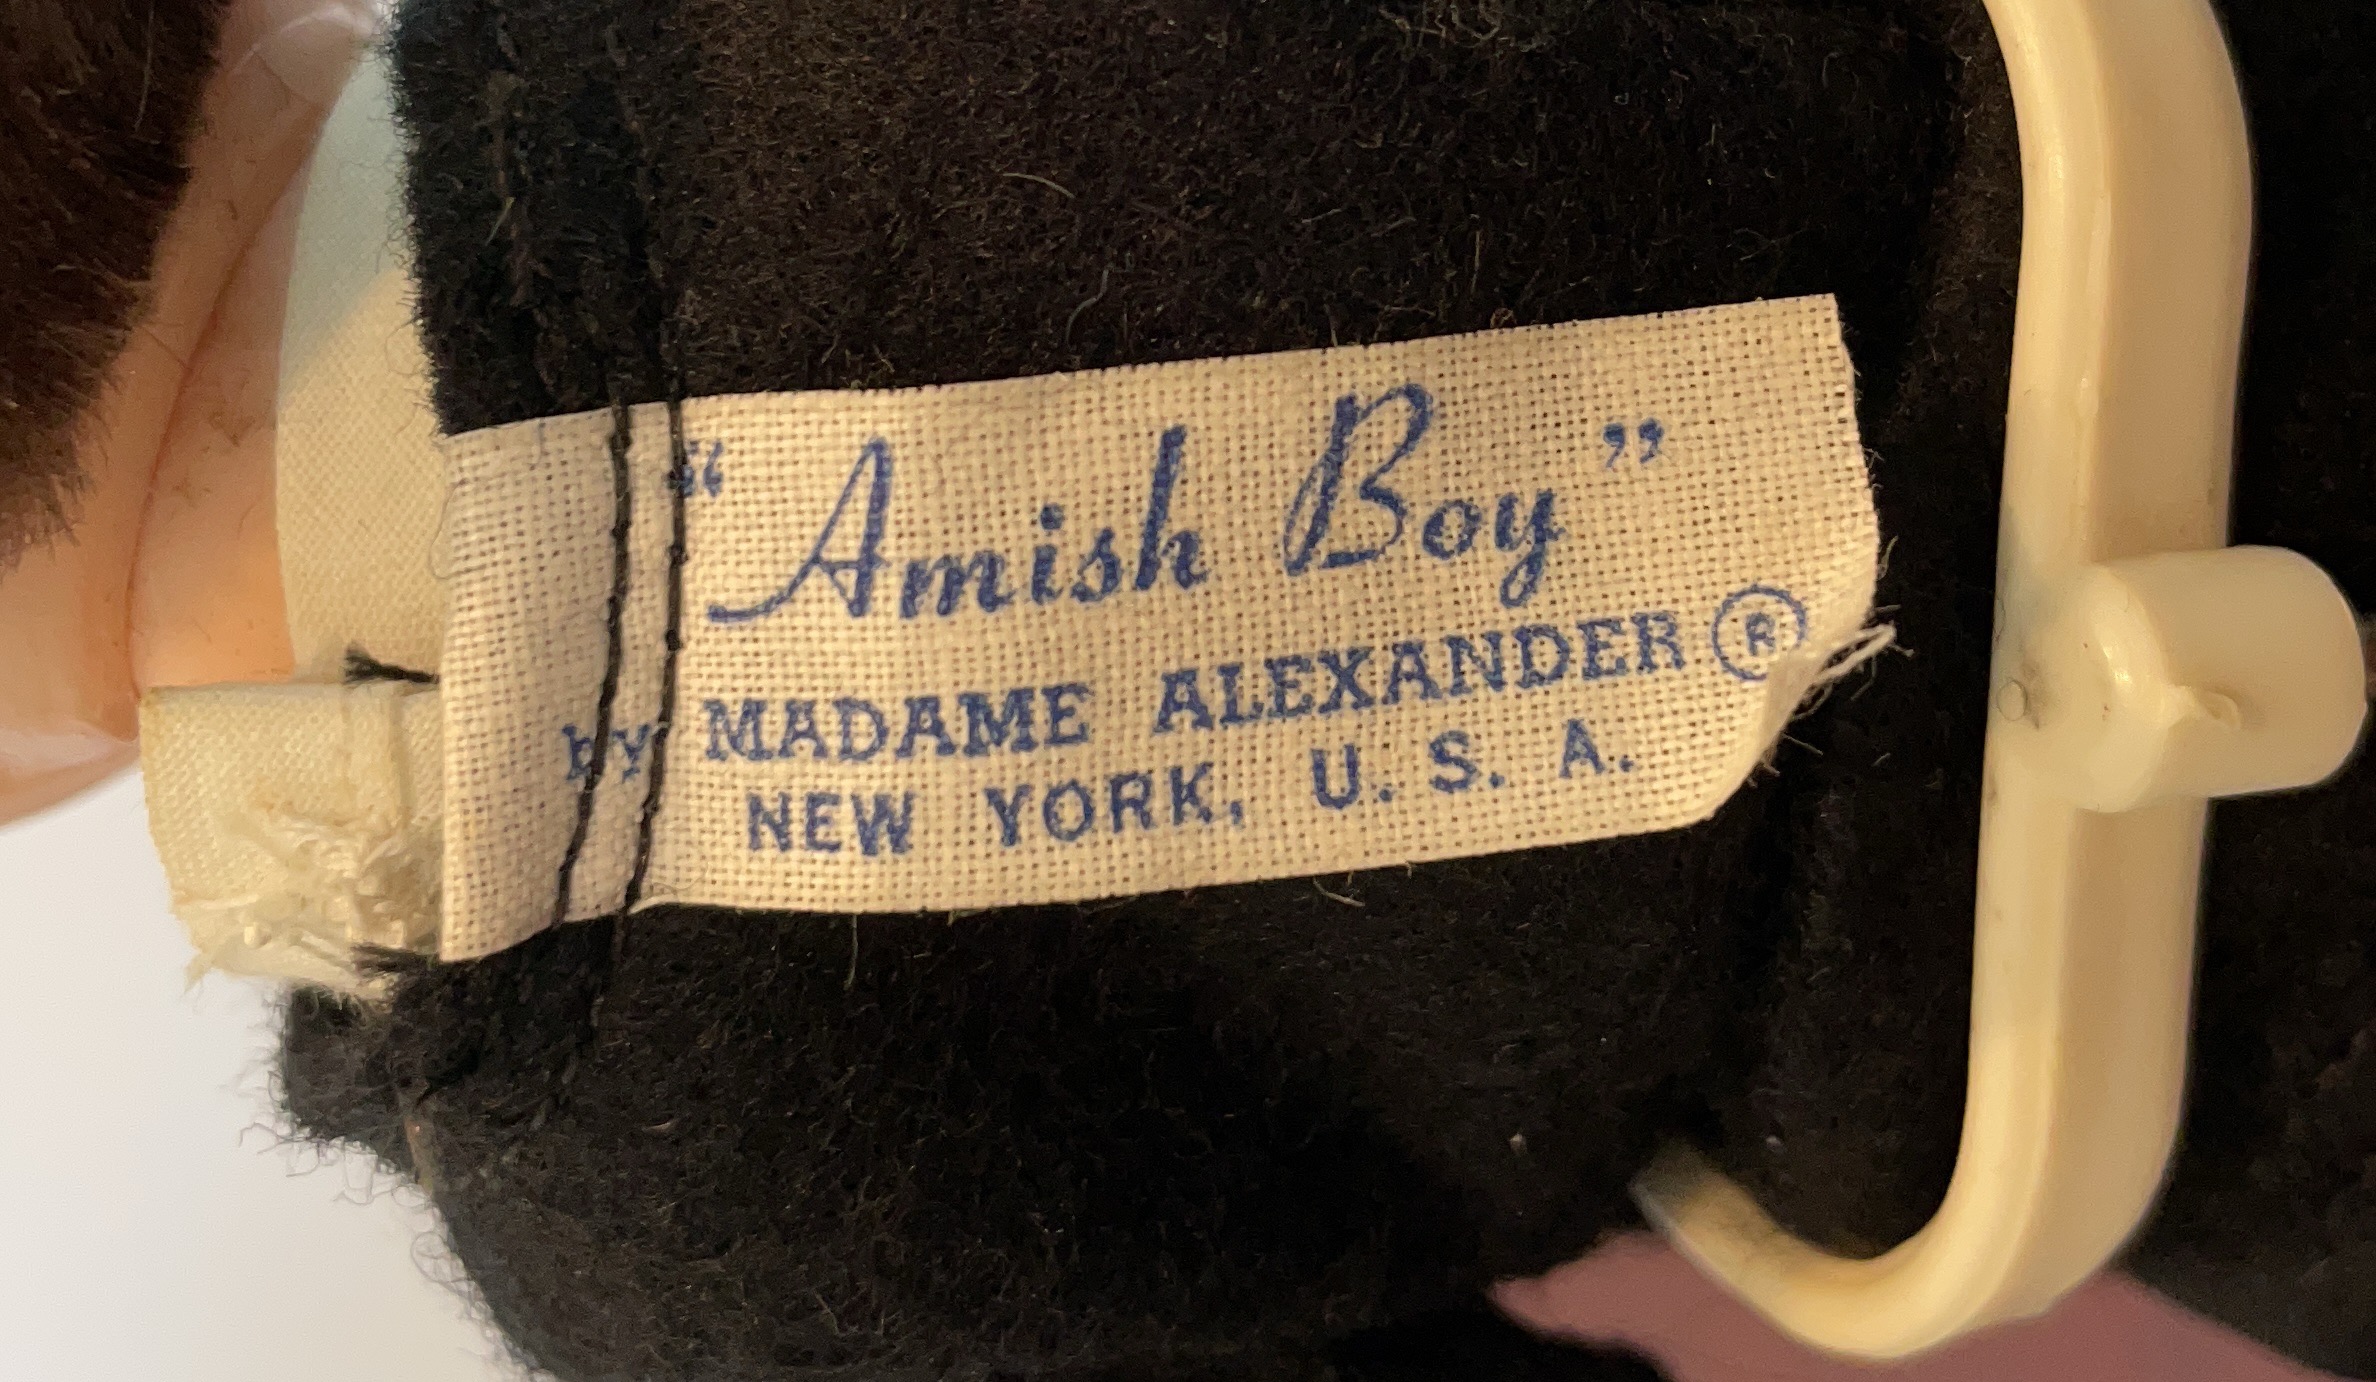 “Amish Boy”
by MADAME ALEXANDER ®
NEW YORK, U. S. A.